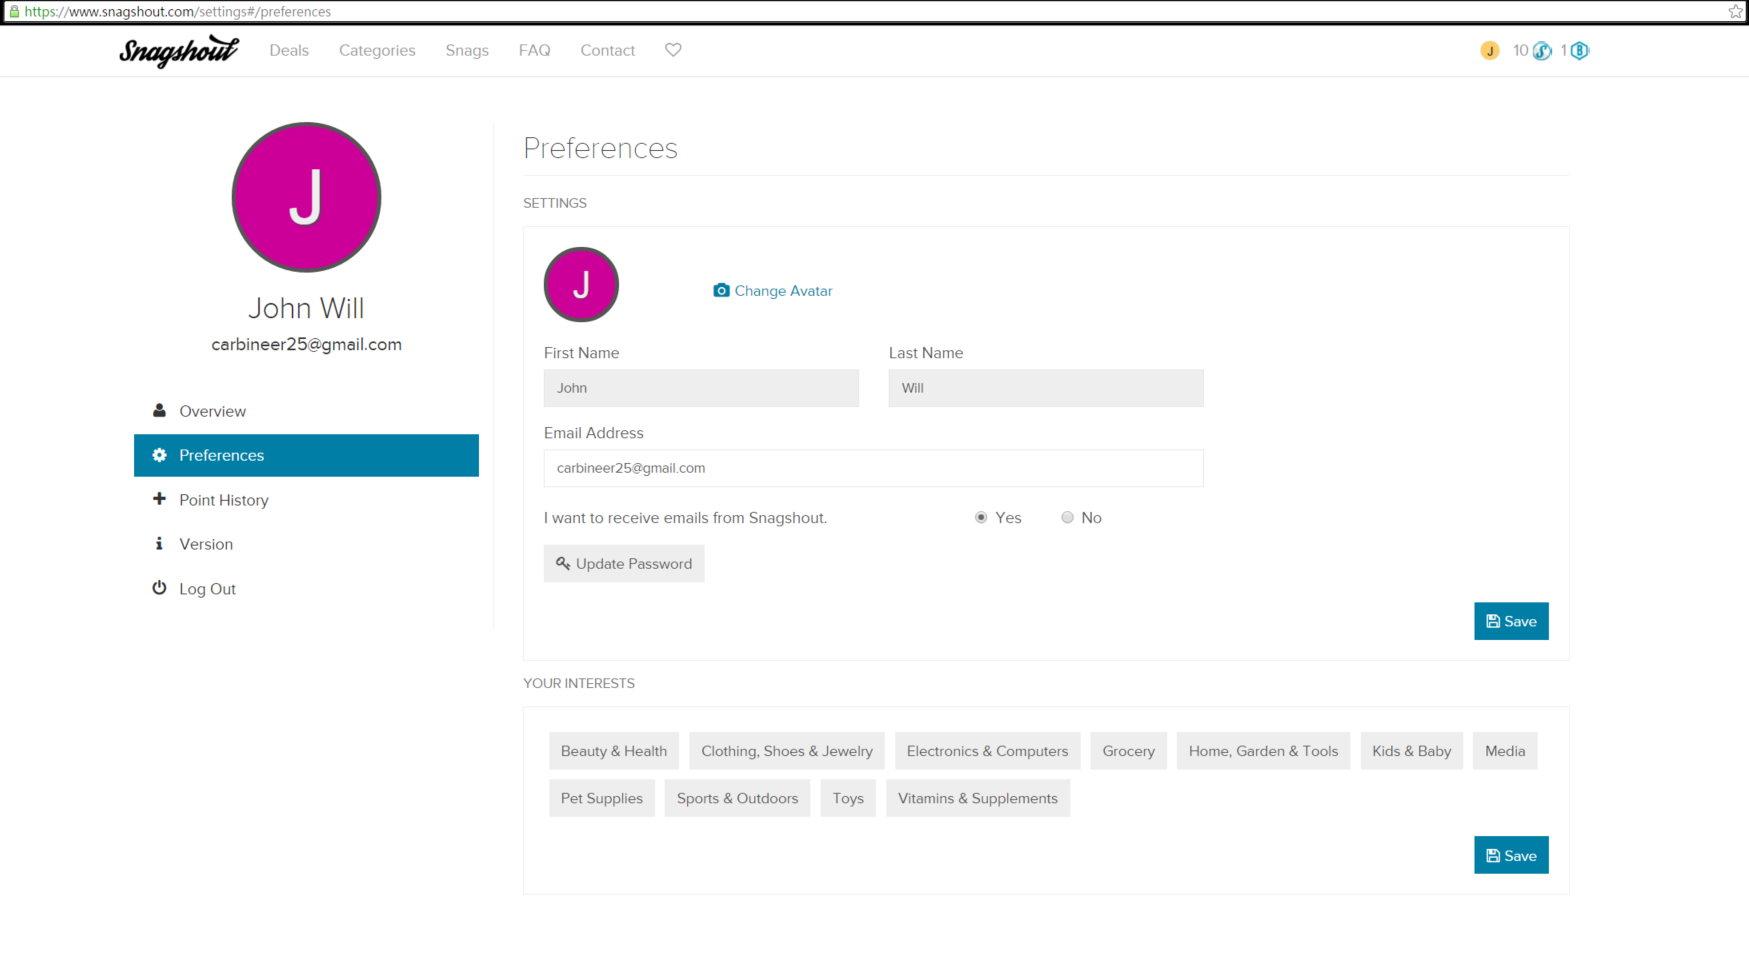 https://www.snagshout.com/settings#/preferences
Snagshout Deals Categories Snags FAQ Contact J 10 S 1 B
J
John Will
carbineer25@gmail.com
Overview
Preferences
Point History
Version
Log Out
Preferences
SETTINGS
J
Change Avatar
First Name Last Name
John Will
Email Address
carbineer25@gmail.com
I want to receive emails from Snagshout. Yes No
Update Password
Save
YOUR INTERESTS
Beauty & Health Clothing, Shoes & Jewelry Electronics & Computers Grocery Home, Garden & Tools Kids & Baby Media
Pet Supplies Sports & Outdoors Toys Vitamins & Supplements
Save